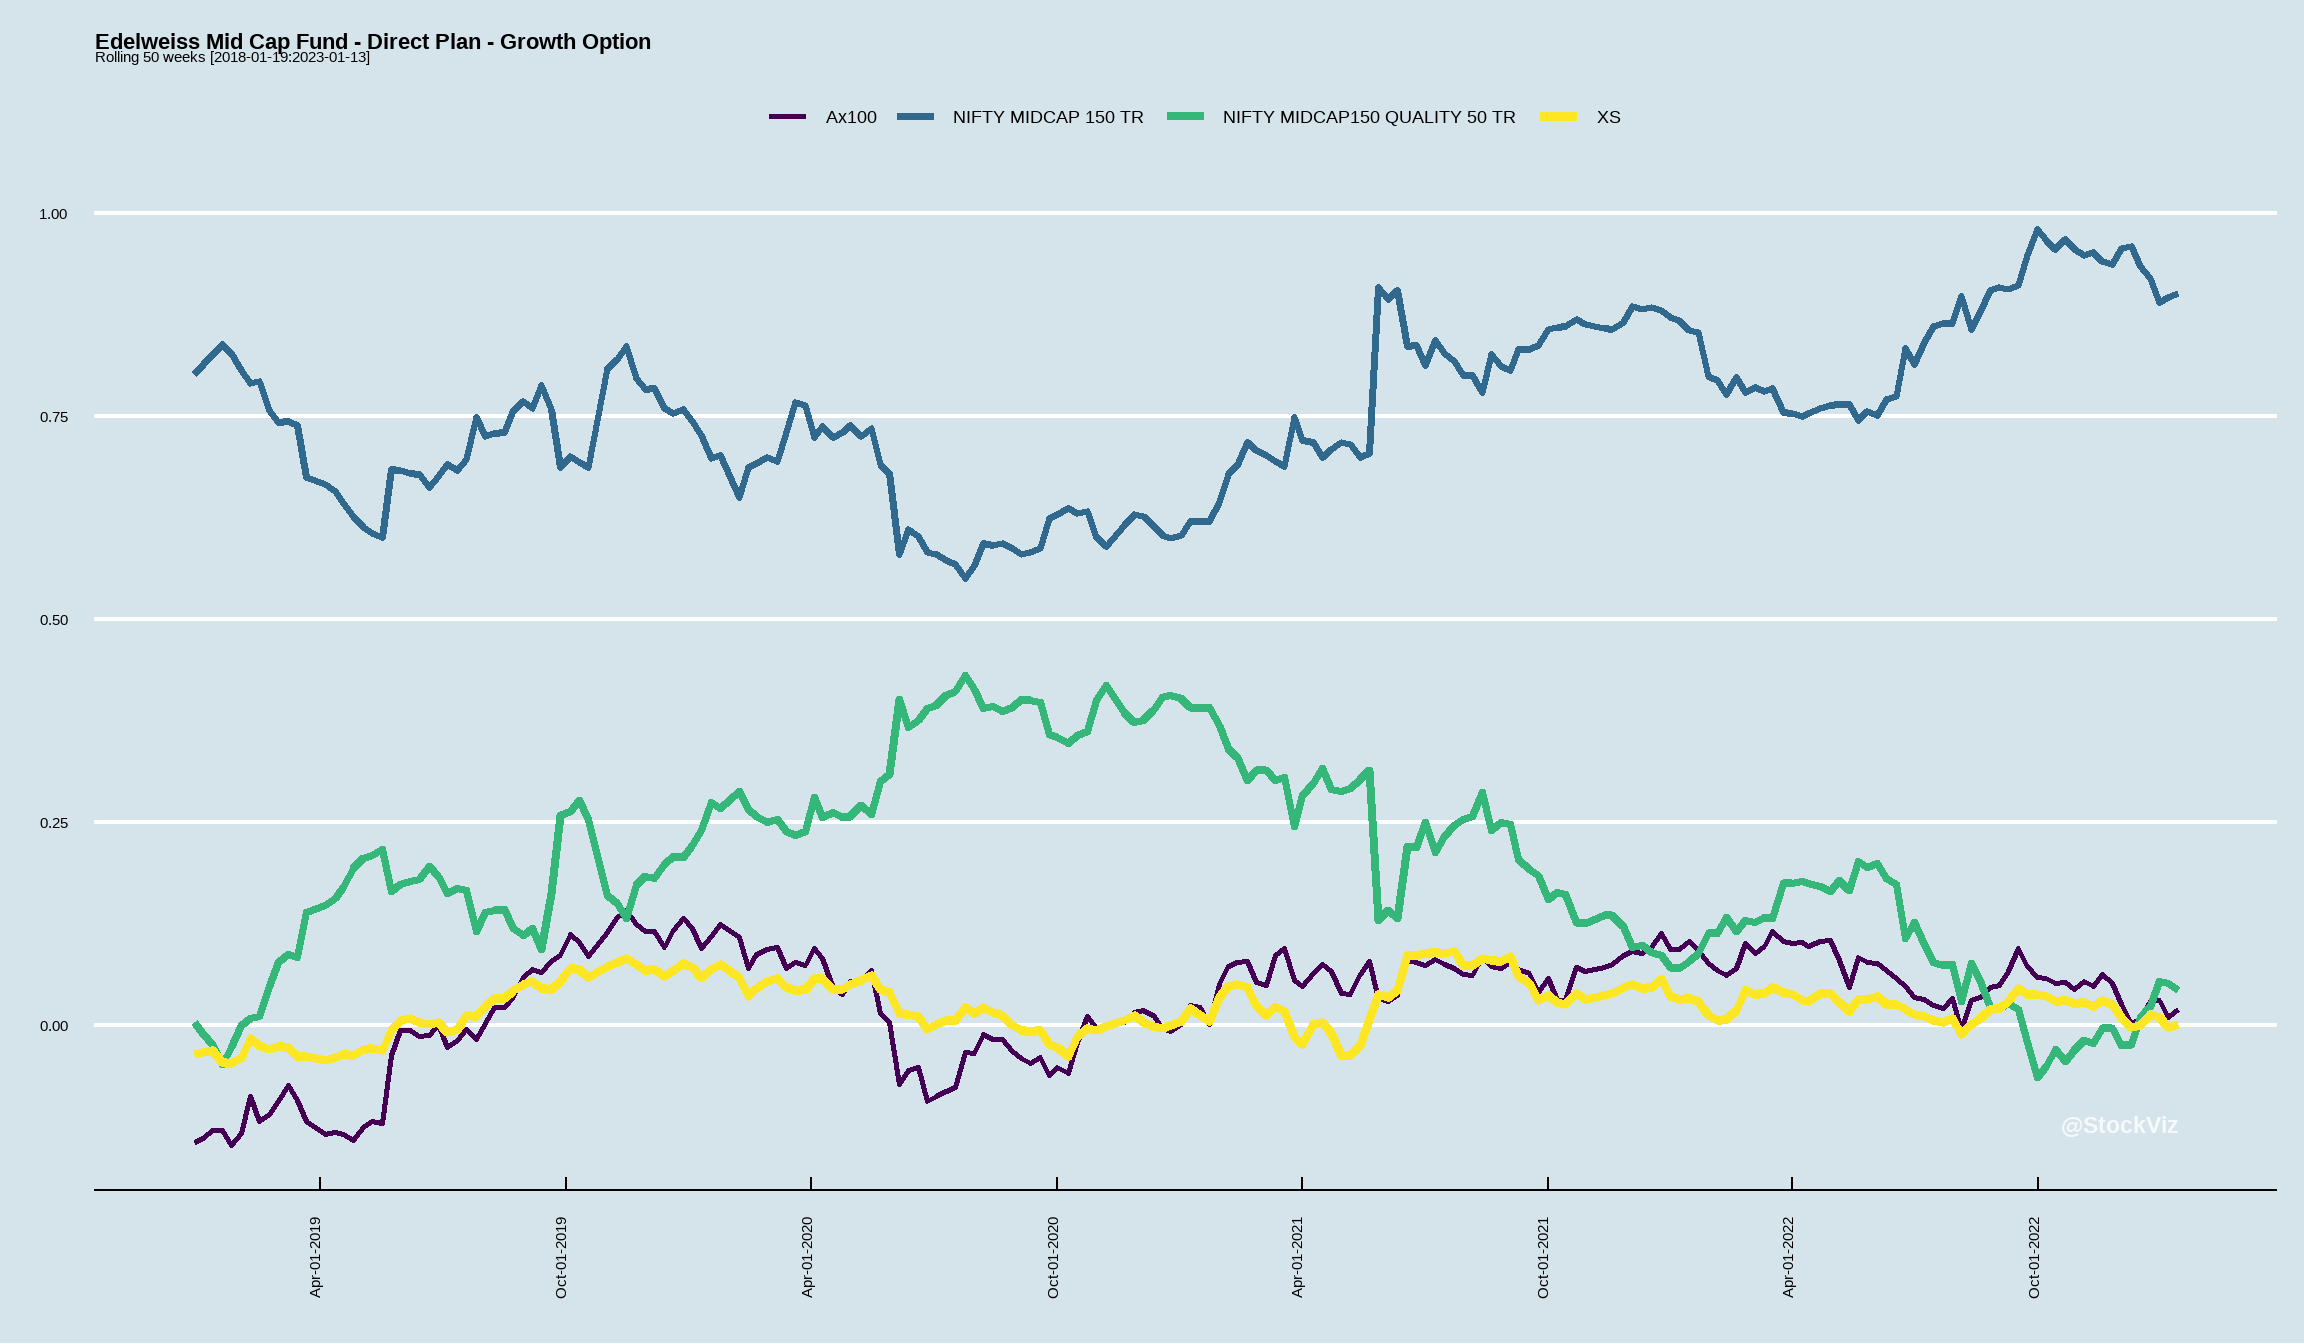 Edelweiss Mid Cap Fund - Direct Plan - Growth Option
Rolling 50 weeks [2018-01-19:2023-01-13]
Ax100 NIFTY MIDCAP 150 TR NIFTY MIDCAP150 QUALITY 50 TR XS
1.00
0.75
0.50
0.25
0.00
@StockViz
Apr-01-2019
Oct-01-2019
Apr-01-2020
Oct-01-2020
Apr-01-2021
Oct-01-2021
Apr-01-2022
Oct-01-2022